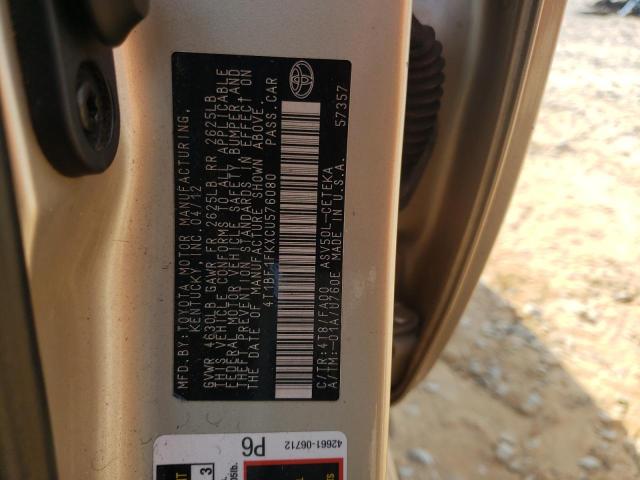 MFD.BY:TOYOTA MOTOR MANUFACTURING,
KENTUCKY, INC. 04/12
GVWR 4630LB GAWR FR 2625LB RR 2625LB
THIS VEHICLE CONFORMS TO ALL APPLICABLE
FEDERAL MOTOR VEHICLE SAFETY, BUMPER, AND
THEFT PREVENTION STANDARDS IN EFFECT ON
THE DATE OF MANUFACTURE SHOWN ABOVE.
4T1BF1FKXCU576080 PASS.CAR
C/TR:4T8/FA00 ASV50L-CETEKA
A/TM:-01A/U760E MADE IN U.S.A. 57357
42661-06712
P6
3